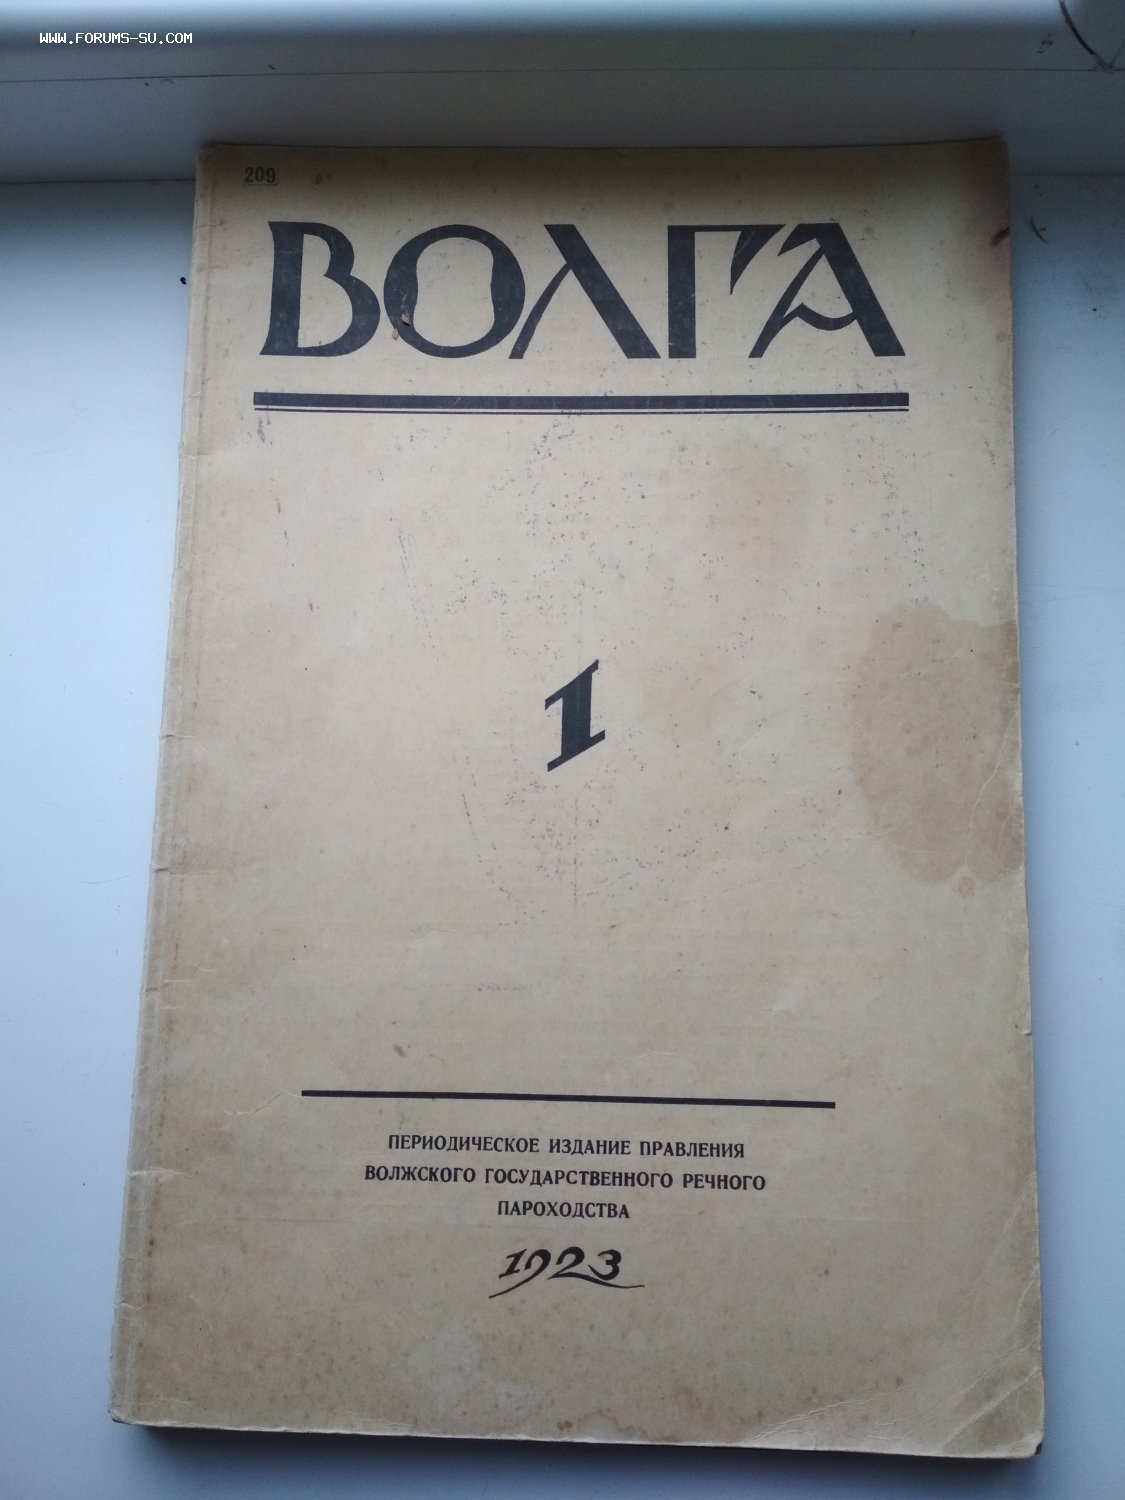 WWW.FORUMS-SU.COM
209
ВОЛГА
1
ПЕРИОДИЧЕСКОЕ ИЗДАНИЕ ПРАВЛЕНИЯ
ВОЛЖСКОГО ГОСУДАРСТВЕННОГО РЕЧНОГО
ПАРОХОДСТВА
1923